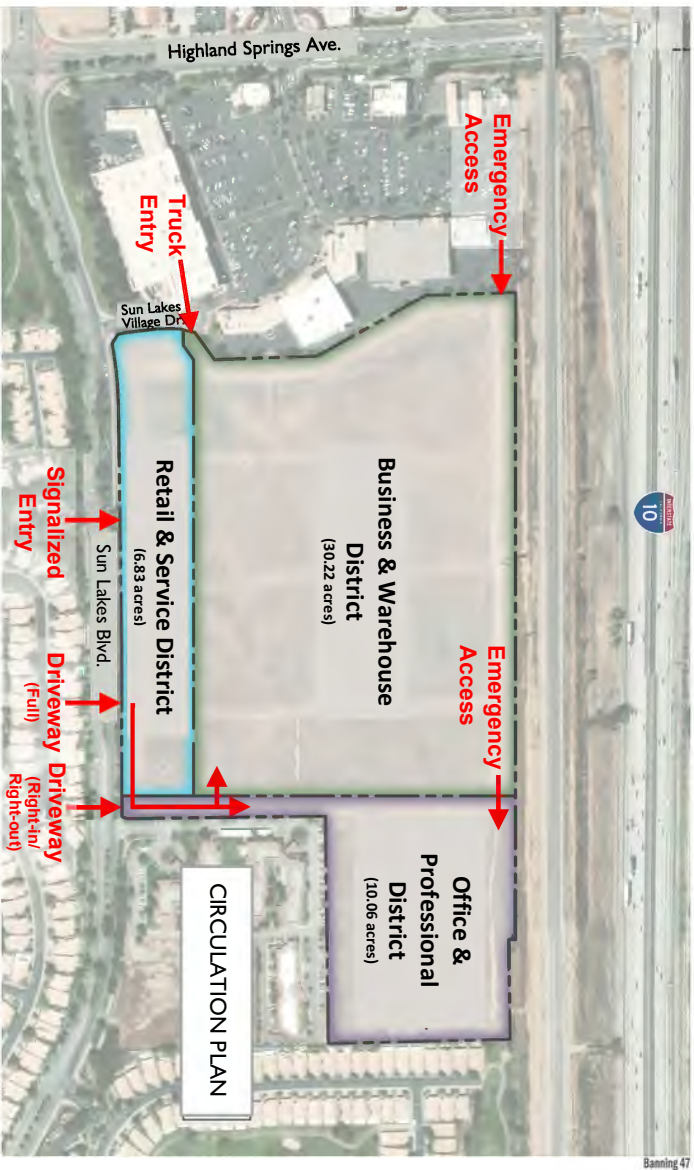 Highland Springs Ave.
INTERSTATE
CALIFORNIA
10
Emergency
Access
Truck
Entry
Sun Lakes
Village Dr.
Business & Warehouse
District
(30.22 acres)
Retail & Service District
(6.83 acres)
Signalized
Entry
Sun Lakes Blvd.
Emergency
Access
Driveway
(Full)
Driveway
(Right-in/
Right-out)
Office &
Professional
District
(10.06 acres)
CIRCULATION PLAN
Banning 47